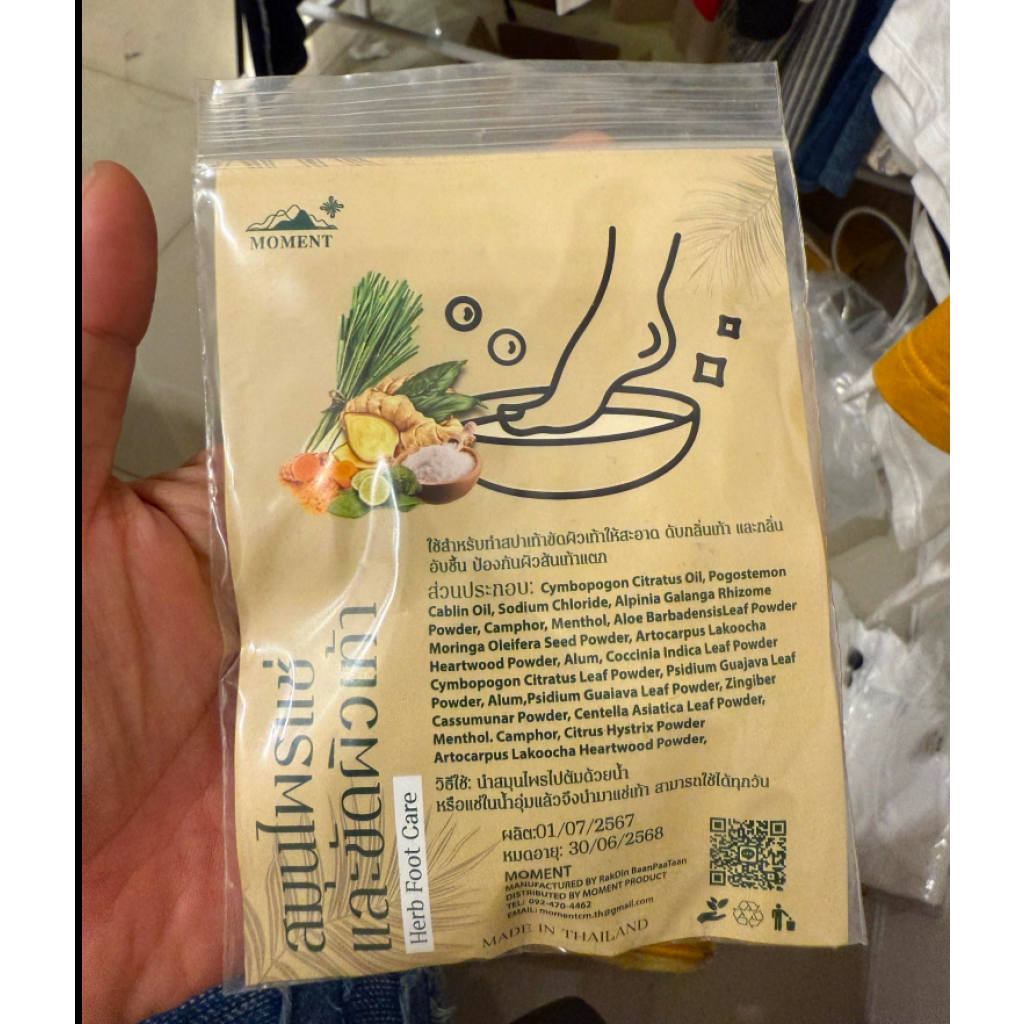 MOMENT
สมุนไพรแช่
และขัดผิวเท้า
Herb Foot Care
ใช้สำหรับทำสปาเท้าขัดผิวเท้าให้สะอาด ดับกลิ่นเท้า และกลิ่น
อับชื้น ป้องกันผิวส้นเท้าแตก
ส่วนประกอบ: Cymbopogon Citratus Oil, Pogostemon
Cablin Oil, Sodium Chloride, Alpinia Galanga Rhizome
Powder, Camphor, Menthol, Aloe BarbadensisLeaf Powder
Moringa Oleifera Seed Powder, Artocarpus Lakoocha
Heartwood Powder, Alum, Coccinia Indica Leaf Powder
Cymbopogon Citratus Leaf Powder, Psidium Guajava Leaf
Powder, Alum,Psidium Guaiava Leaf Powder, Zingiber
Cassumunar Powder, Centella Asiatica Leaf Powder,
Menthol. Camphor, Citrus Hystrix Powder
Artocarpus Lakoocha Heartwood Powder,
วิธีใช้: นำสมุนไพรไปต้มด้วยน้ำ
หรือแช่ในน้ำอุ่มแล้วจึงนำมาแช่เท้า สามารถใช้ได้ทุกวัน
ผลิต:01/07/2567
หมดอายุ: 30/06/2568
MOMENT
MANUFACTURED BY RakDin BaanPaaTaan
DISTRIBUTED BY MOMENT PRODUCT
TEL: 092-470-4462
EMAIL: momentcm.th@gmail.com
MADE IN THAILAND